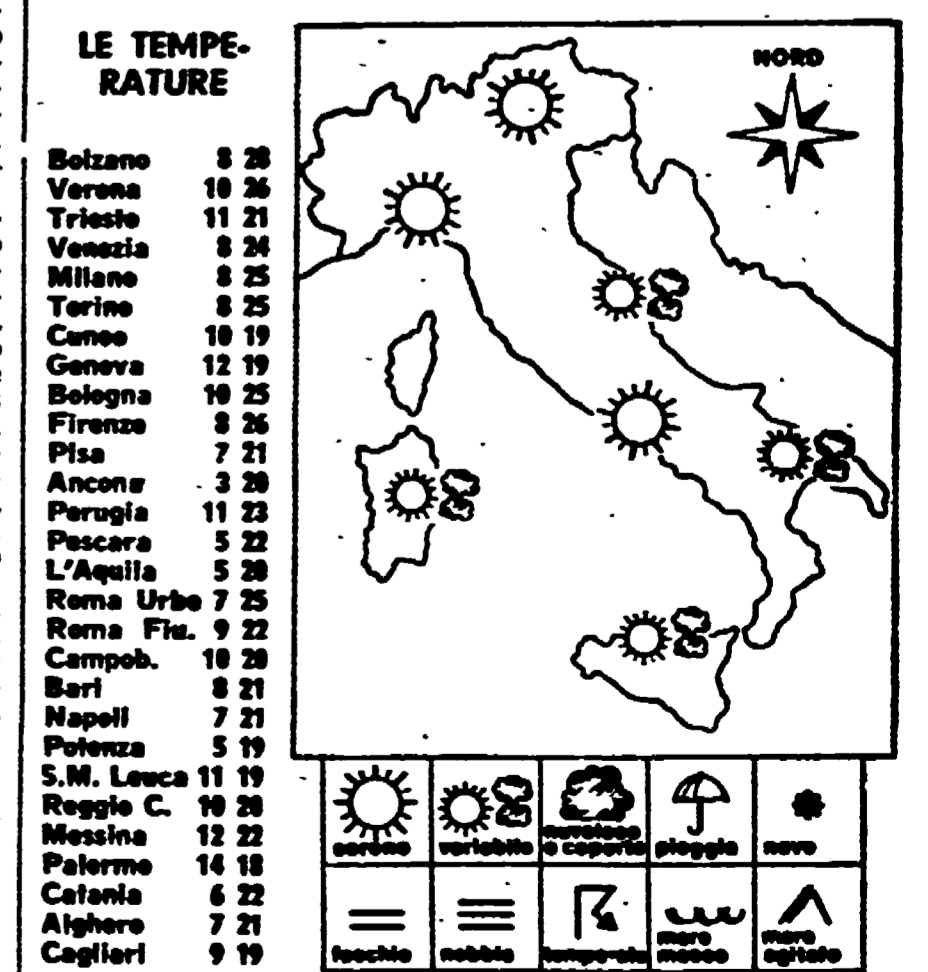 LE TEMPE-
RATURE
Bolzano 8 28
Verona 10 26
Trieste 11 21
Venezia 8 24
Milano 8 25
Torino 8 25
Cuneo 10 19
Genova 12 19
Bologna 10 25
Firenze 8 26
Pisa 7 21
Ancona 3 20
Perugia 11 23
Pescara 5 22
L'Aquila 5 20
Roma Urbe 7 25
Roma Fiu. 9 22
Campob. 10 20
Bari 8 21
Napoli 7 21
Potenza 5 19
S.M. Leuca 11 19
Reggio C. 10 20
Messina 12 22
Palermo 14 18
Catania 6 22
Alghero 7 21
Cagliari 9 19
NORD
sereno
variabile
nuvoloso
o coperto
pioggia
neve
foschia
nebbia
temporale
mare
mosso
mare
agitato